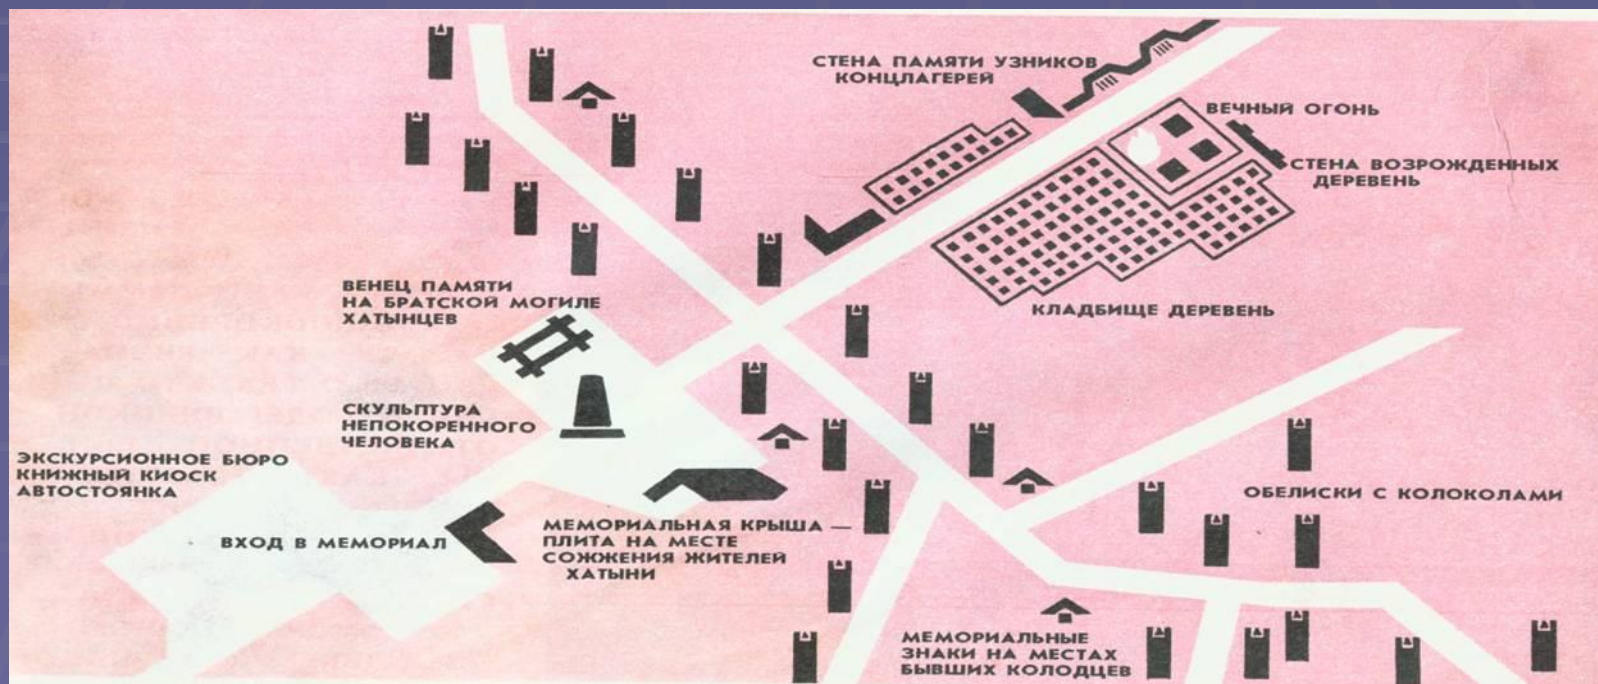 СТЕНА ПАМЯТИ УЗНИКОВ
КОНЦЛАГЕРЕЙ
ВЕЧНЫЙ ОГОНЬ
СТЕНА ВОЗРОЖДЕННЫХ
ДЕРЕВЕНЬ
ВЕНЕЦ ПАМЯТИ
НА БРАТСКОЙ МОГИЛЕ
ХАТЫНЦЕВ
КЛАДБИЩЕ ДЕРЕВЕНЬ
СКУЛЬПТУРА
НЕПОКОРЕННОГО
ЧЕЛОВЕКА
ЭКСКУРСИОННОЕ БЮРО
КНИЖНЫЙ КИОСК
АВТОСТОЯНКА
ОБЕЛИСКИ С КОЛОКОЛАМИ
ВХОД В МЕМОРИАЛ
МЕМОРИАЛЬНАЯ КРЫША —
ПЛИТА НА МЕСТЕ
СОЖЖЕНИЯ ЖИТЕЛЕЙ
ХАТЫНИ
МЕМОРИАЛЬНЫЕ
ЗНАКИ НА МЕСТАХ
БЫВШИХ КОЛОДЦЕВ